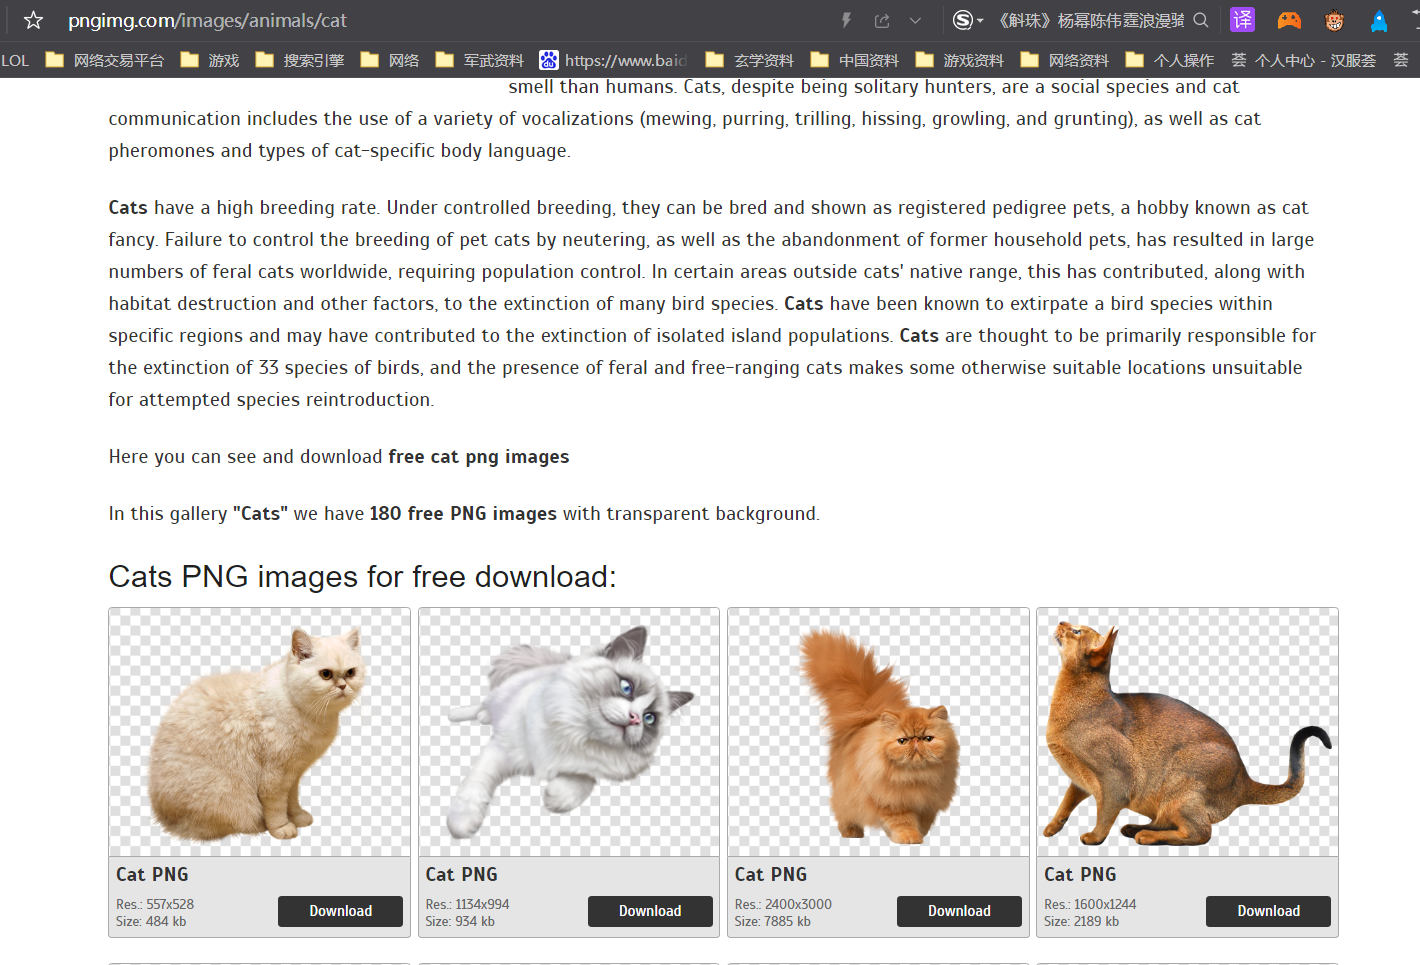 pngimg.com/images/animals/cat
《斛珠》杨幂陈伟霆浪漫骑
译
LOL 网络交易平台 游戏 搜索引擎 网络 军武资料 https://www.baid 玄学资料 中国资料 游戏资料 网络资料 个人操作 荟 个人中心 - 汉服荟 荟
smell than humans. Cats, despite being solitary hunters, are a social species and cat
communication includes the use of a variety of vocalizations (mewing, purring, trilling, hissing, growling, and grunting), as well as cat
pheromones and types of cat-specific body language.
Cats have a high breeding rate. Under controlled breeding, they can be bred and shown as registered pedigree pets, a hobby known as cat
fancy. Failure to control the breeding of pet cats by neutering, as well as the abandonment of former household pets, has resulted in large
numbers of feral cats worldwide, requiring population control. In certain areas outside cats' native range, this has contributed, along with
habitat destruction and other factors, to the extinction of many bird species. Cats have been known to extirpate a bird species within
specific regions and may have contributed to the extinction of isolated island populations. Cats are thought to be primarily responsible for
the extinction of 33 species of birds, and the presence of feral and free-ranging cats makes some otherwise suitable locations unsuitable
for attempted species reintroduction.
Here you can see and download free cat png images
In this gallery "Cats" we have 180 free PNG images with transparent background.
Cats PNG images for free download:
Cat PNG
Res.: 557x528
Size: 484 kb
Download
Cat PNG
Res.: 1134x994
Size: 934 kb
Download
Cat PNG
Res.: 2400x3000
Size: 7885 kb
Download
Cat PNG
Res.: 1600x1244
Size: 2189 kb
Download